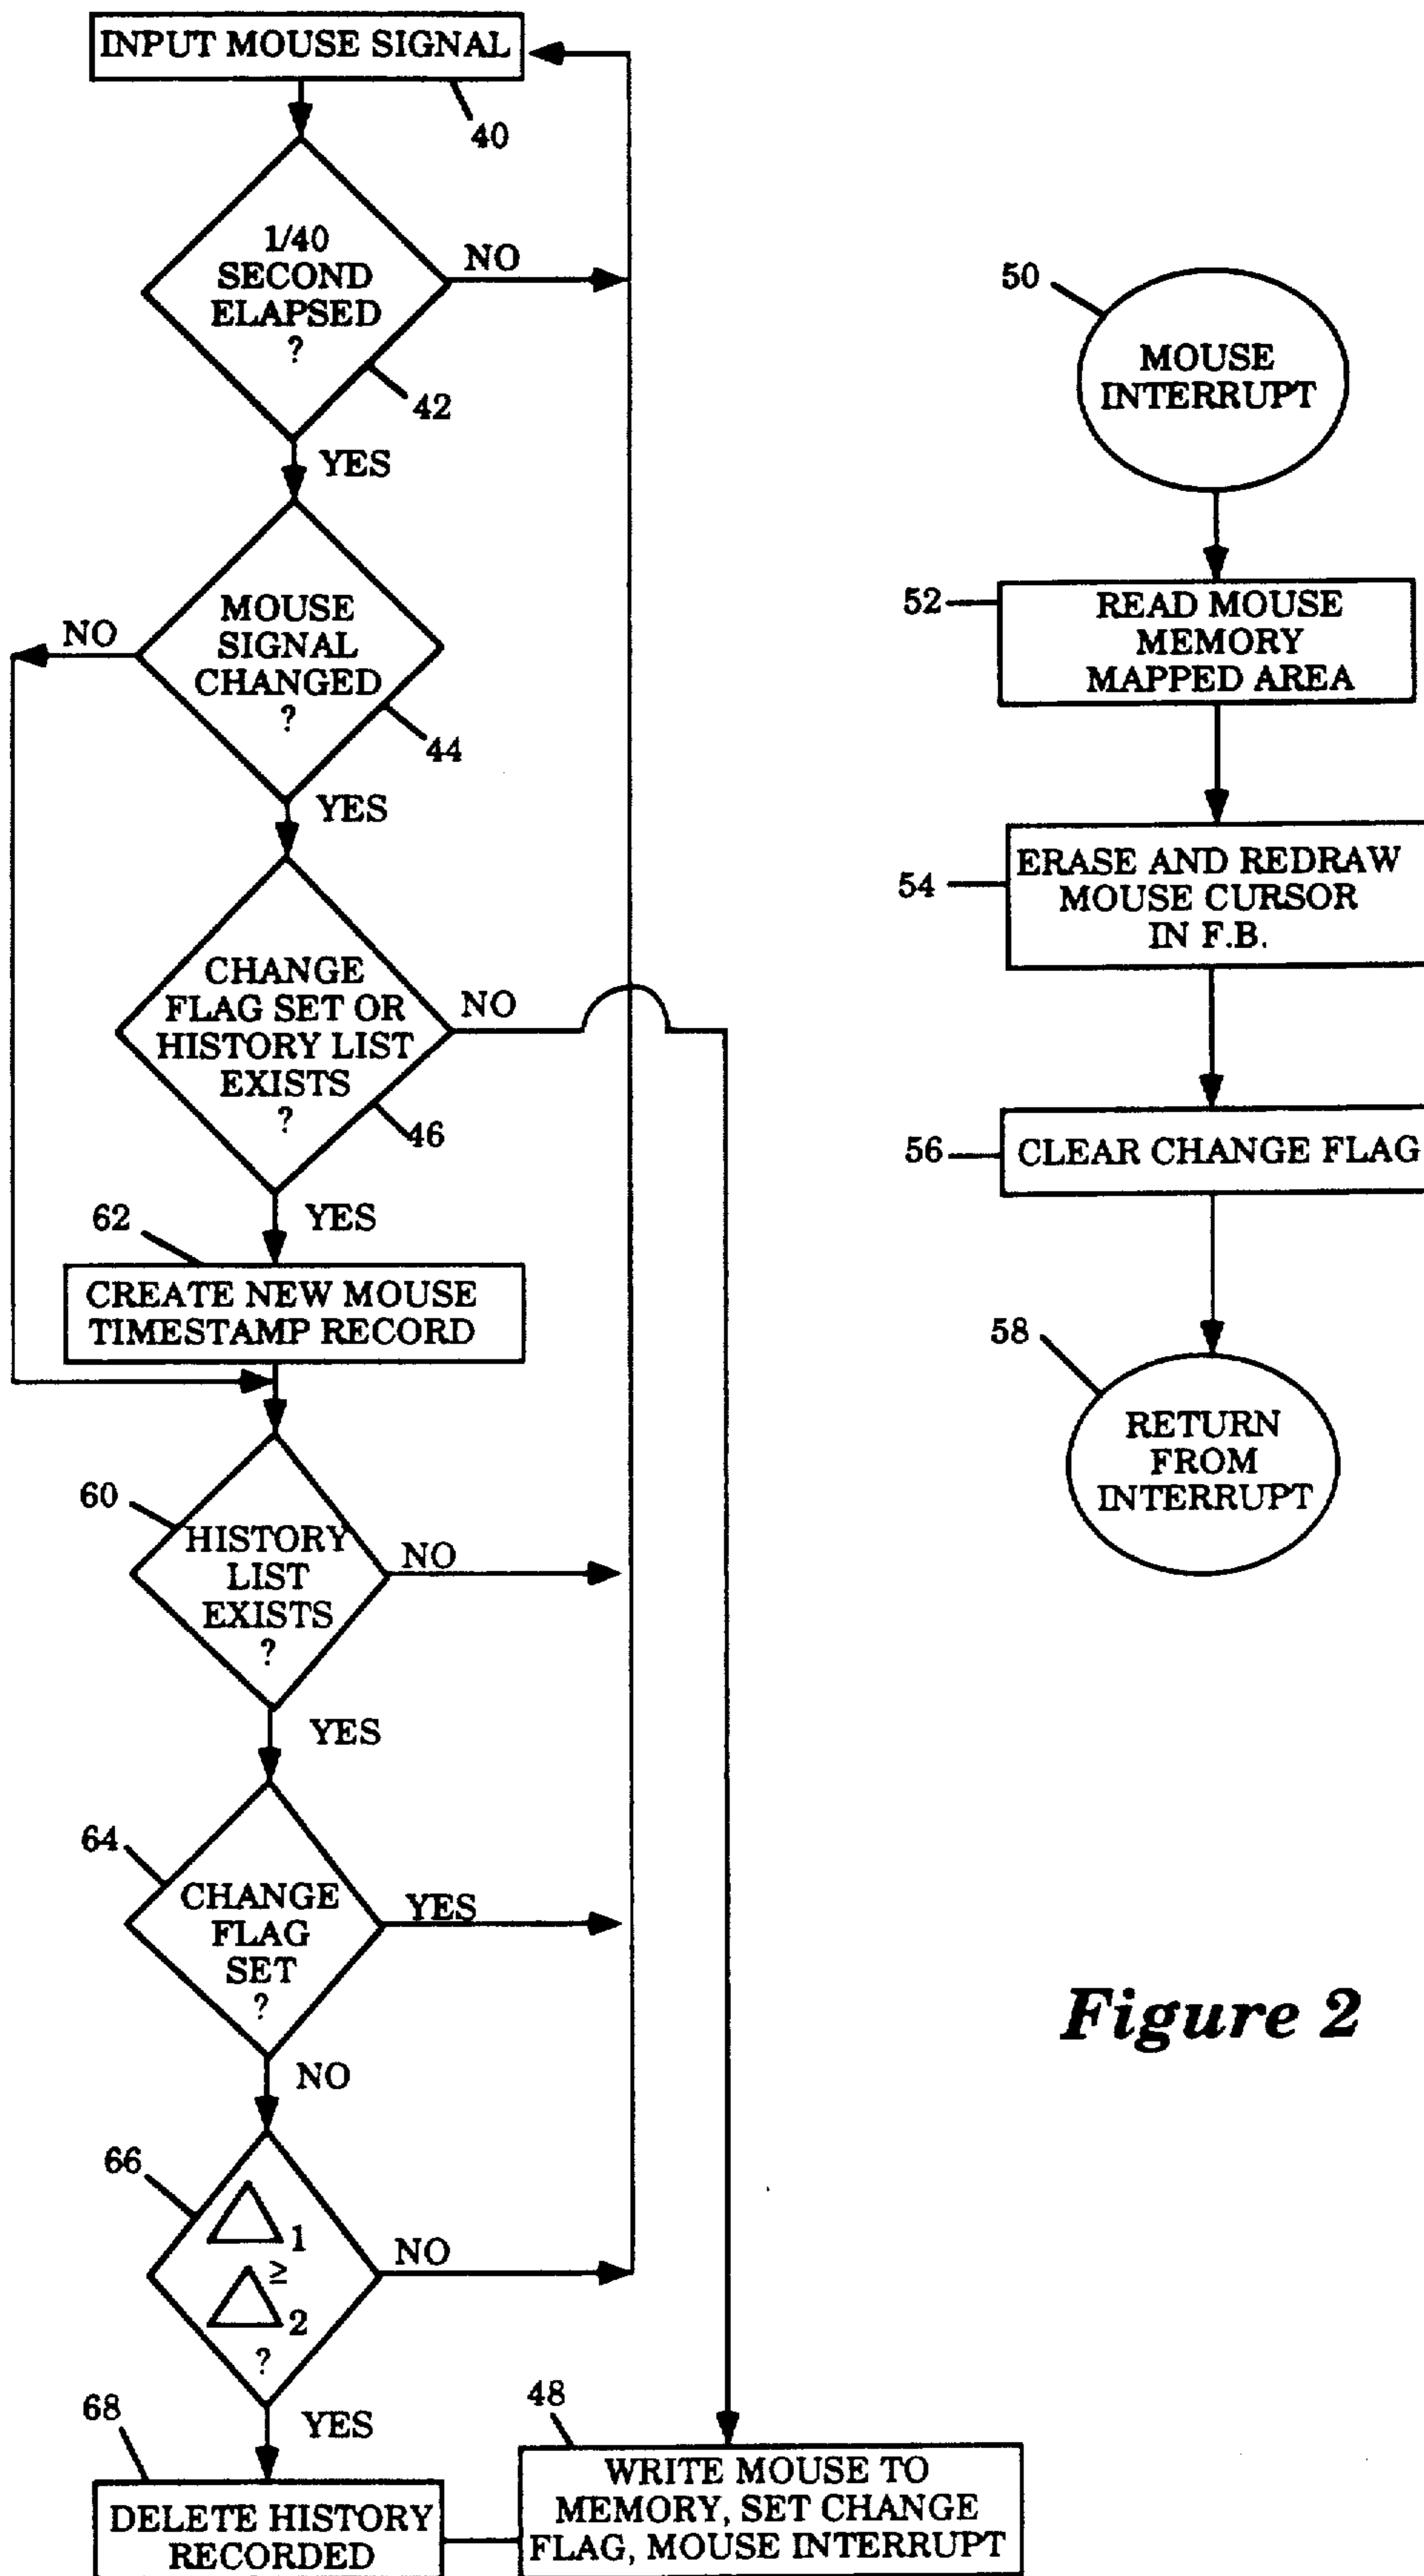 INPUT MOUSE SIGNAL
40
1/40
SECOND
ELAPSED
?
NO
42
YES
MOUSE
SIGNAL
CHANGED
?
NO
44
YES
CHANGE
FLAG SET OR
HISTORY LIST
EXISTS
?
NO
46
YES
62
CREATE NEW MOUSE
TIMESTAMP RECORD
60
HISTORY
LIST
EXISTS
?
NO
YES
64
CHANGE
FLAG
SET
?
YES
NO
66
△1
≥
△2
?
NO
YES
68
DELETE HISTORY
RECORDED
48
WRITE MOUSE TO
MEMORY, SET CHANGE
FLAG, MOUSE INTERRUPT
50
MOUSE
INTERRUPT
52
READ MOUSE
MEMORY
MAPPED AREA
54
ERASE AND REDRAW
MOUSE CURSOR
IN F.B.
56
CLEAR CHANGE FLAG
58
RETURN
FROM
INTERRUPT
Figure 2